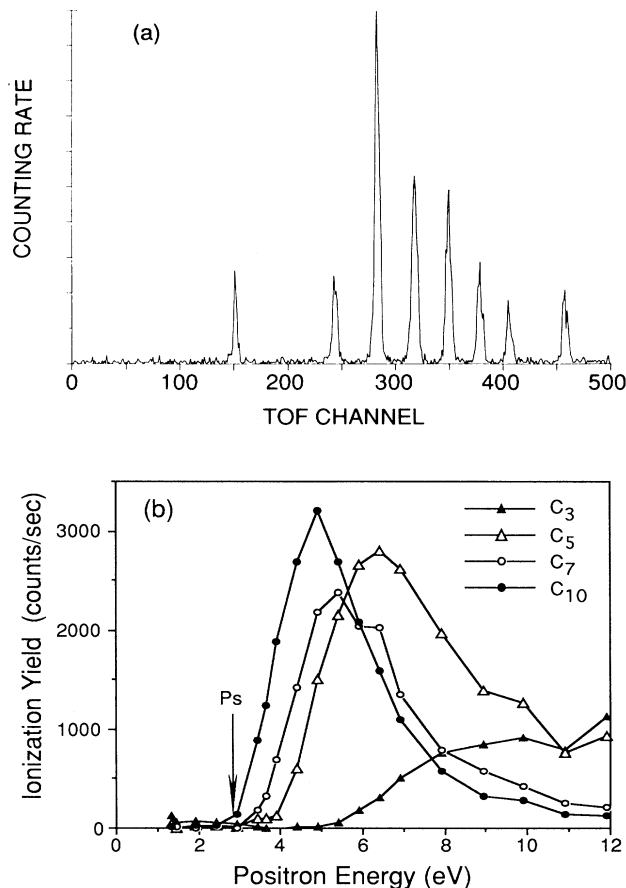 (a)
COUNTING RATE
0 100 200 300 400 500
TOF CHANNEL
(b)
Ionization Yield (counts/sec)
3000
2000
1000
0
Ps
C3
C5
C7
C10
0 2 4 6 8 10 12
Positron Energy (eV)